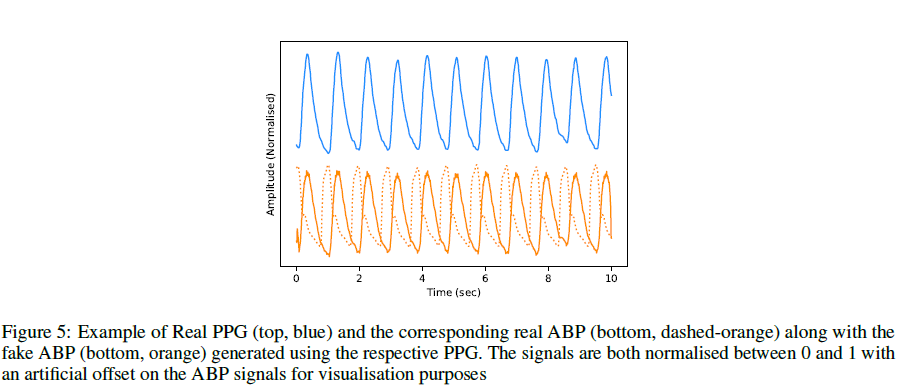 Amplitude (Normalised)
0 2 4 6 8 10
Time (sec)
Figure 5: Example of Real PPG (top, blue) and the corresponding real ABP (bottom, dashed-orange) along with the
fake ABP (bottom, orange) generated using the respective PPG. The signals are both normalised between 0 and 1 with
an artificial offset on the ABP signals for visualisation purposes